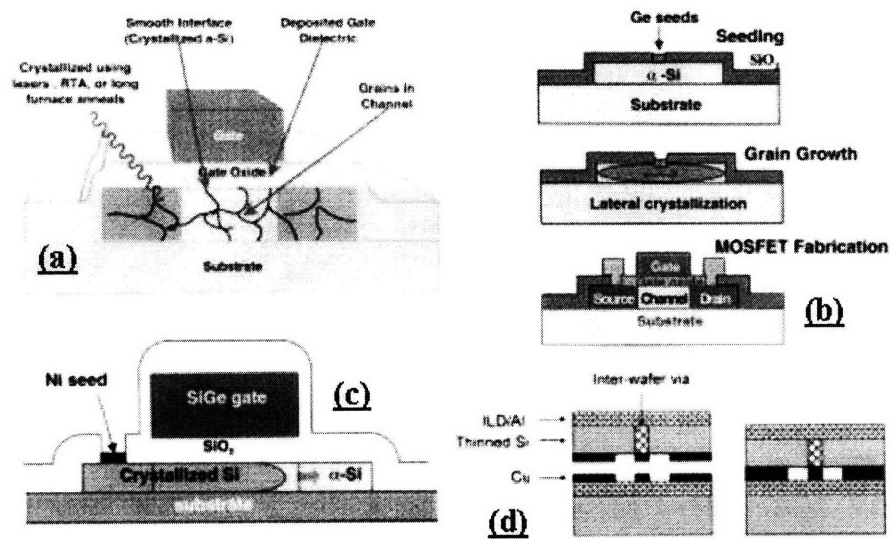 Smooth Interface
(Crystallized a-Si)
Deposited Gate
Dielectric
Crystallized using
lasers, RTA, or long
furnace anneals
Grains in
Channel
Gate
Gate Oxide
Substrate
(a)
Ge seeds
Seeding
SiO₂
α-Si
Substrate
Grain Growth
Lateral crystallization
MOSFET Fabrication
Gate
Source
Channel
Drain
Substrate
(b)
Ni seed
SiGe gate
SiO₂
Crystallized Si
α-Si
substrate
(c)
Inter-wafer via
ILD/Al
Thinned Si
Cu
(d)